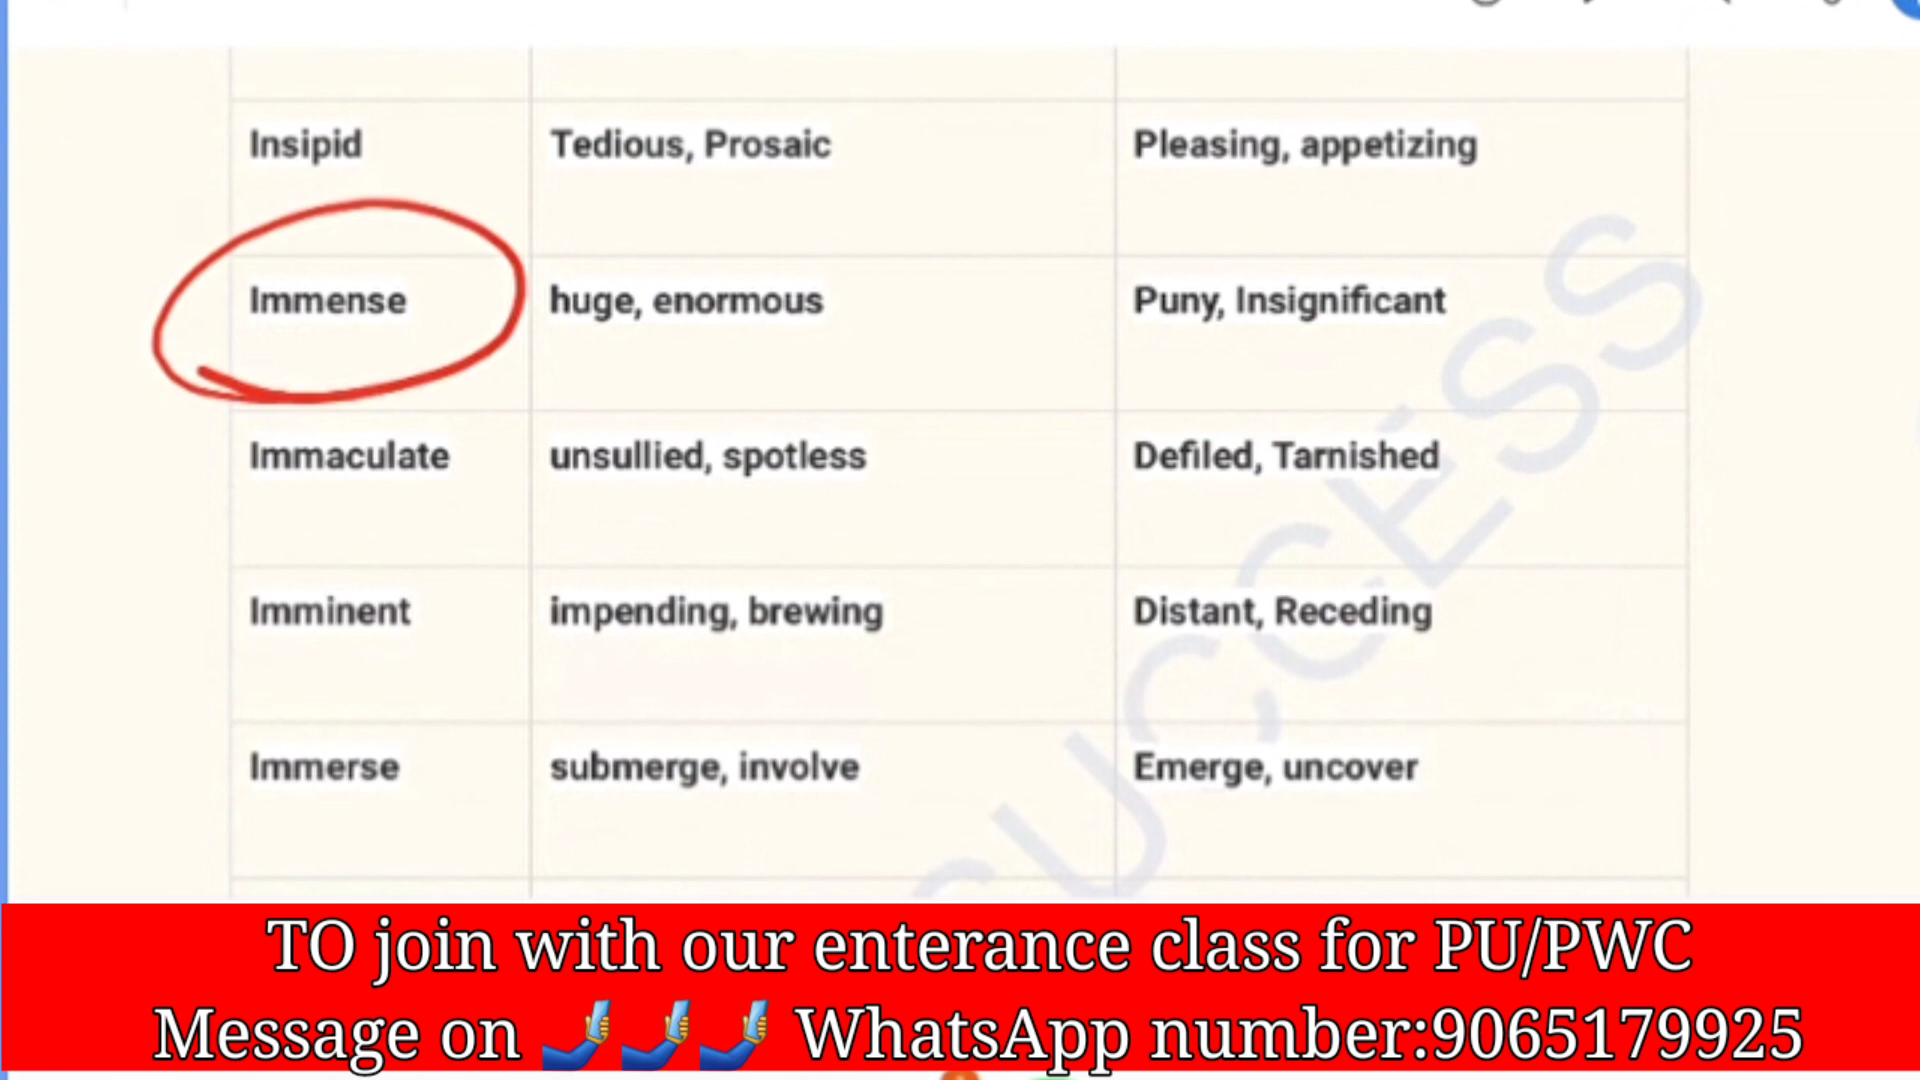 Insipid Tedious, Prosaic Pleasing, appetizing
Immense huge, enormous Puny, Insignificant
Immaculate unsullied, spotless Defiled, Tarnished
Imminent impending, brewing Distant, Receding
Immerse submerge, involve Emerge, uncover
SUCCESS
TO join with our enterance class for PU/PWC
Message on 🤳🤳🤳 WhatsApp number:9065179925